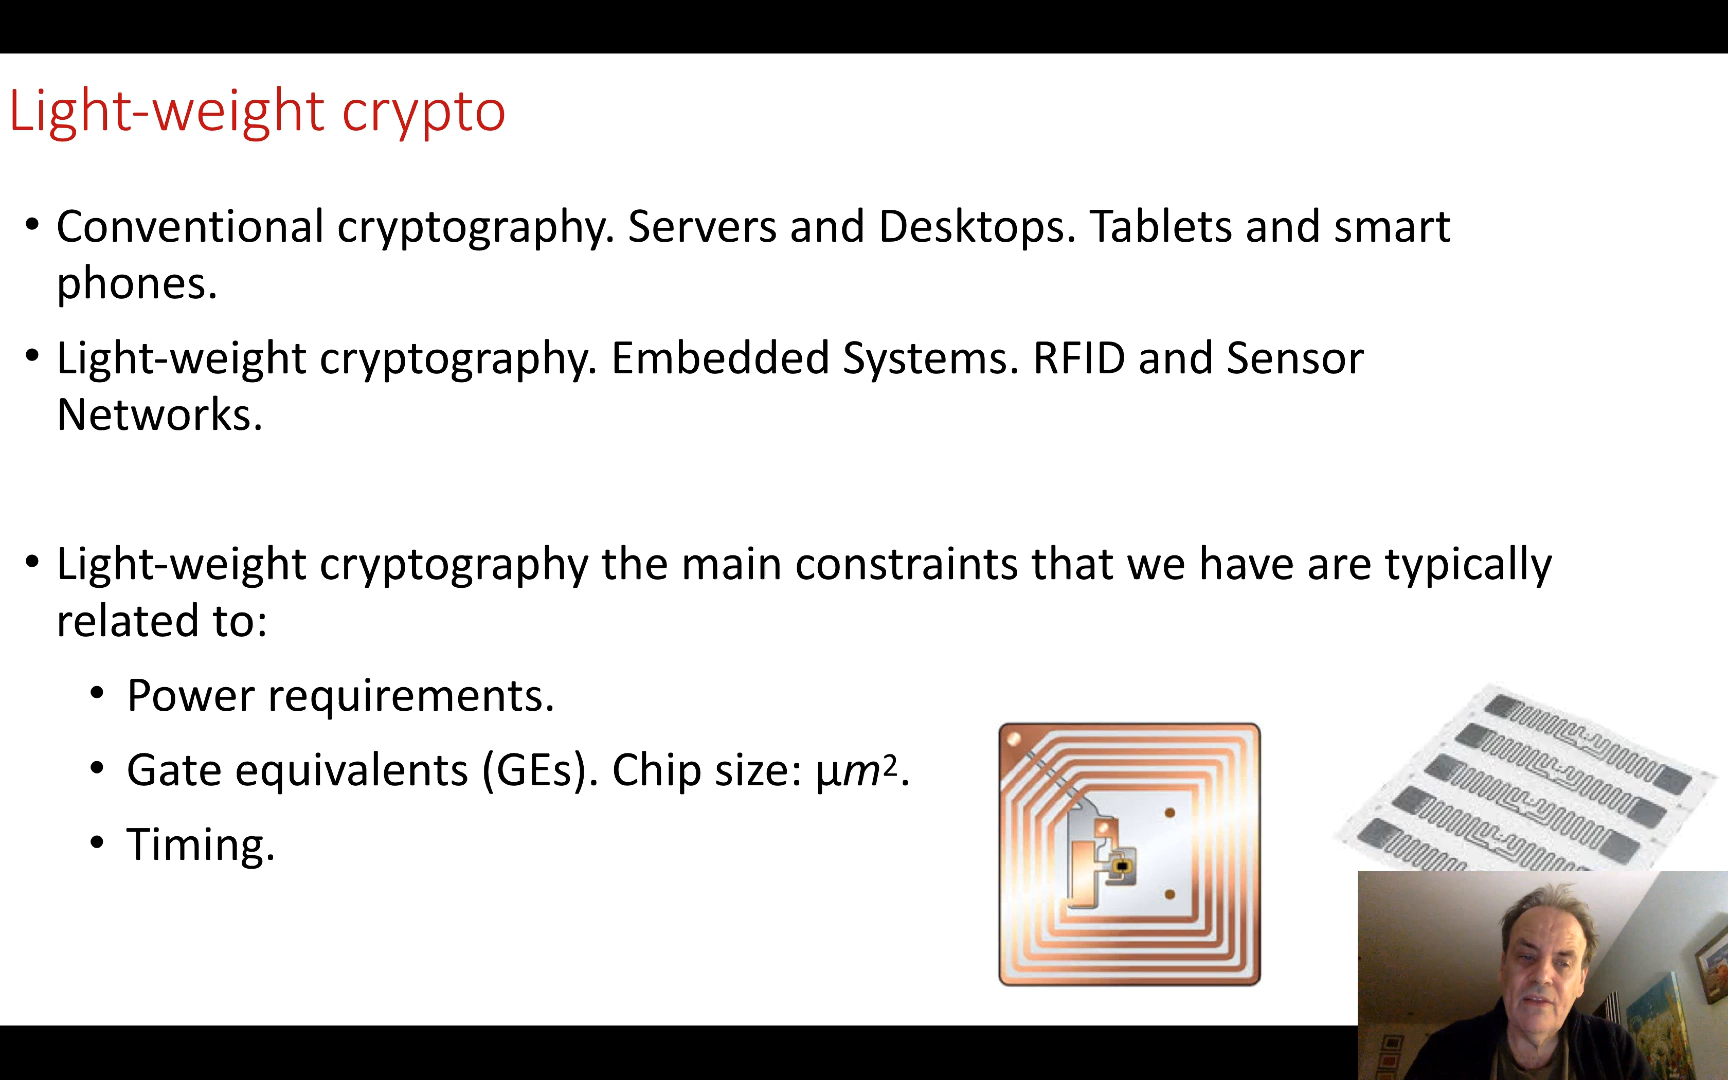 Light-weight crypto
• Conventional cryptography. Servers and Desktops. Tablets and smart
phones.
• Light-weight cryptography. Embedded Systems. RFID and Sensor
Networks.
• Light-weight cryptography the main constraints that we have are typically
related to:
• Power requirements.
• Gate equivalents (GEs). Chip size: µm².
• Timing.